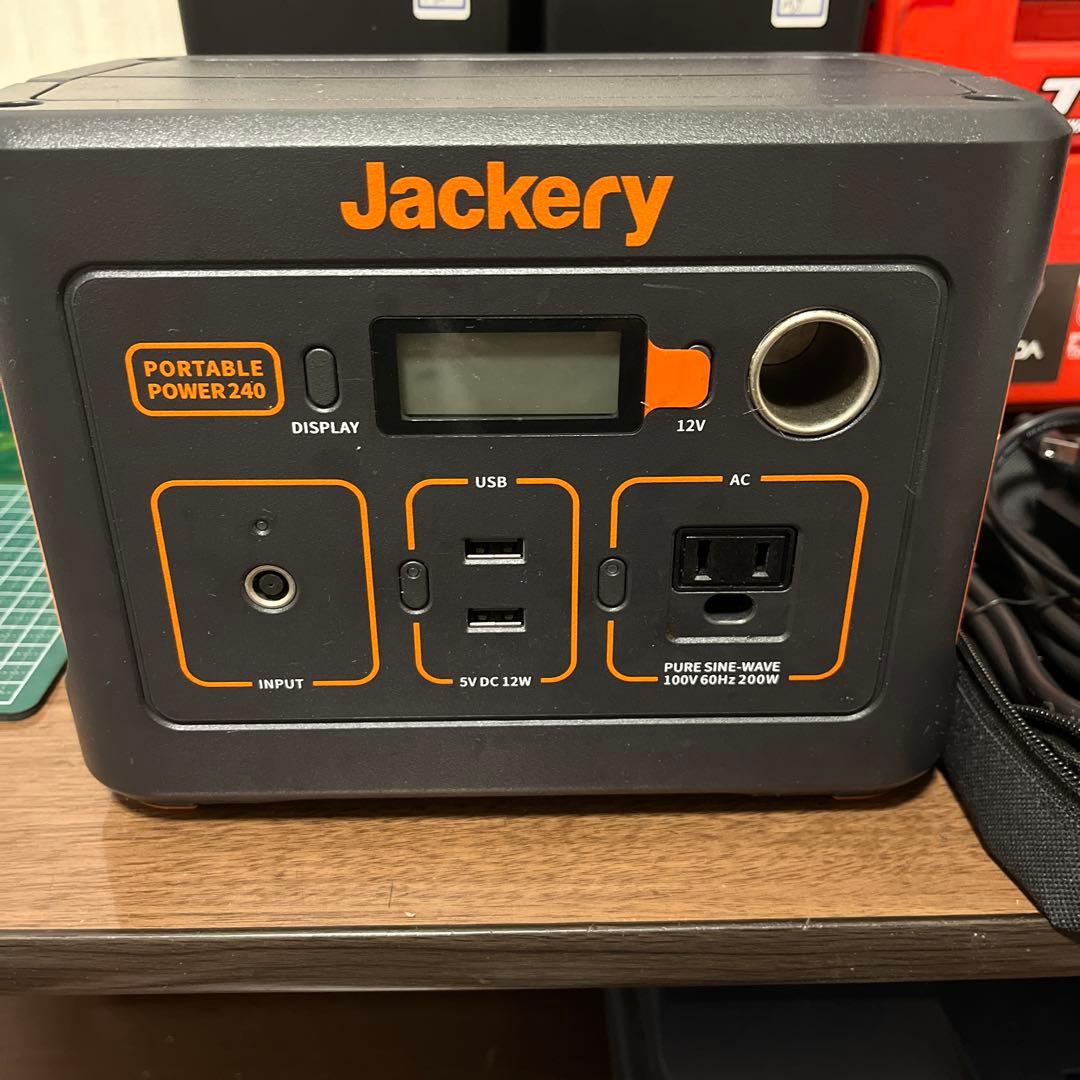 Jackery
PORTABLE
POWER240
DISPLAY
12V
INPUT
USB
5V DC 12W
AC
PURE SINE-WAVE
100V 60Hz 200W